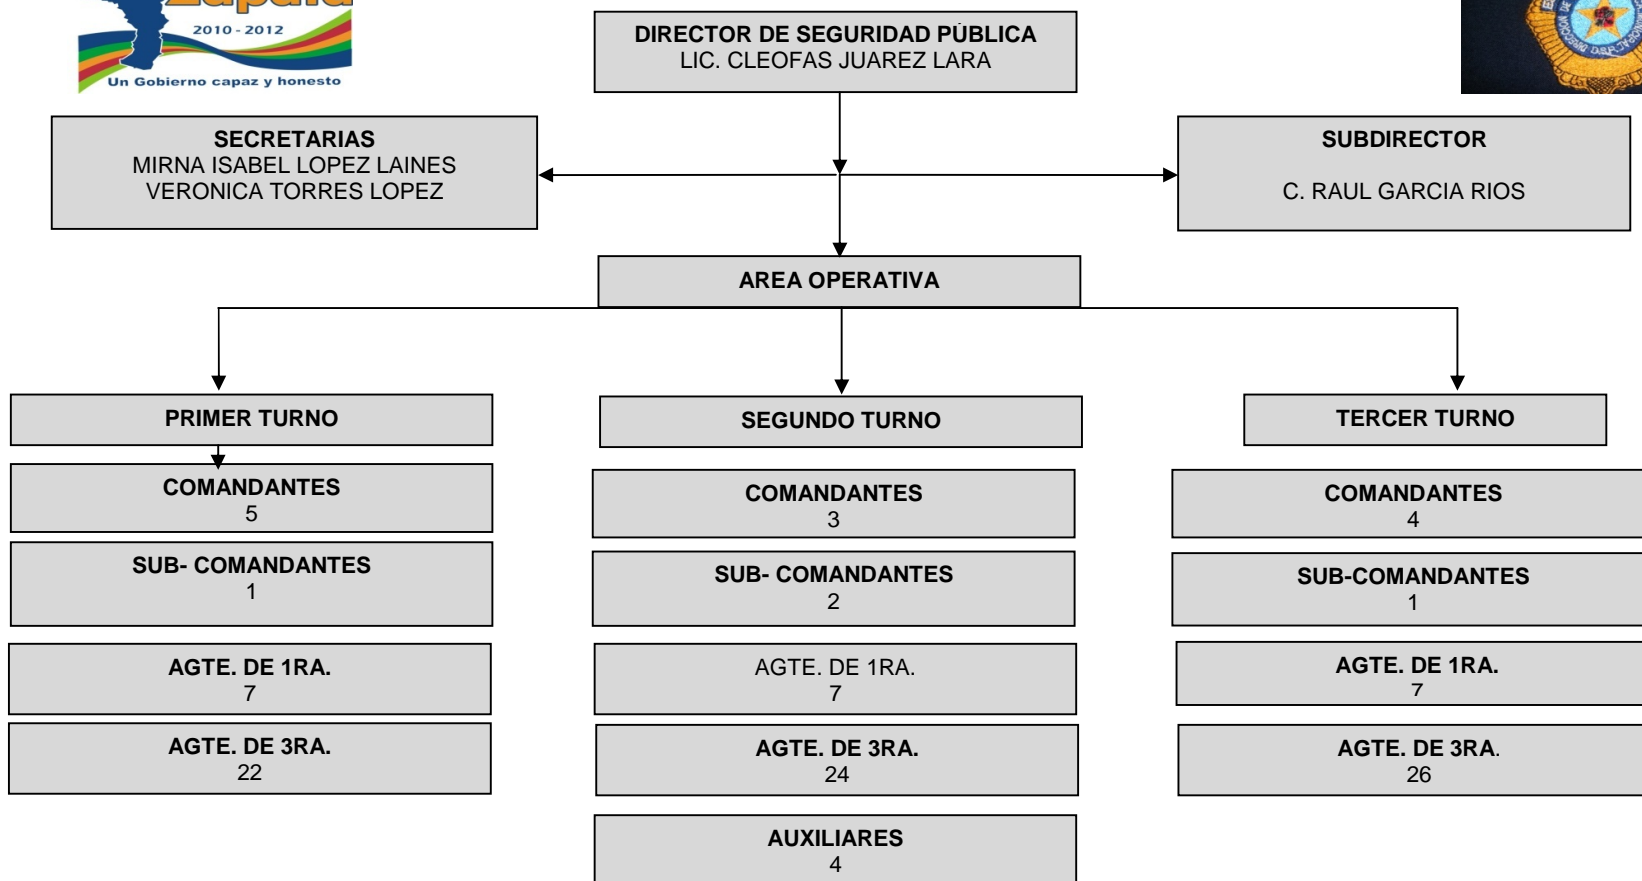 2010 - 2012
Un Gobierno capaz y honesto
DIRECTOR DE SEGURIDAD PÚBLICA
LIC. CLEOFAS JUAREZ LARA
SECRETARIAS
MIRNA ISABEL LOPEZ LAINES
VERONICA TORRES LOPEZ
SUBDIRECTOR
C. RAUL GARCIA RIOS
AREA OPERATIVA
PRIMER TURNO
COMANDANTES
5
SUB- COMANDANTES
1
AGTE. DE 1RA.
7
AGTE. DE 3RA.
22
SEGUNDO TURNO
COMANDANTES
3
SUB- COMANDANTES
2
AGTE. DE 1RA.
7
AGTE. DE 3RA.
24
AUXILIARES
4
TERCER TURNO
COMANDANTES
4
SUB-COMANDANTES
1
AGTE. DE 1RA.
7
AGTE. DE 3RA.
26